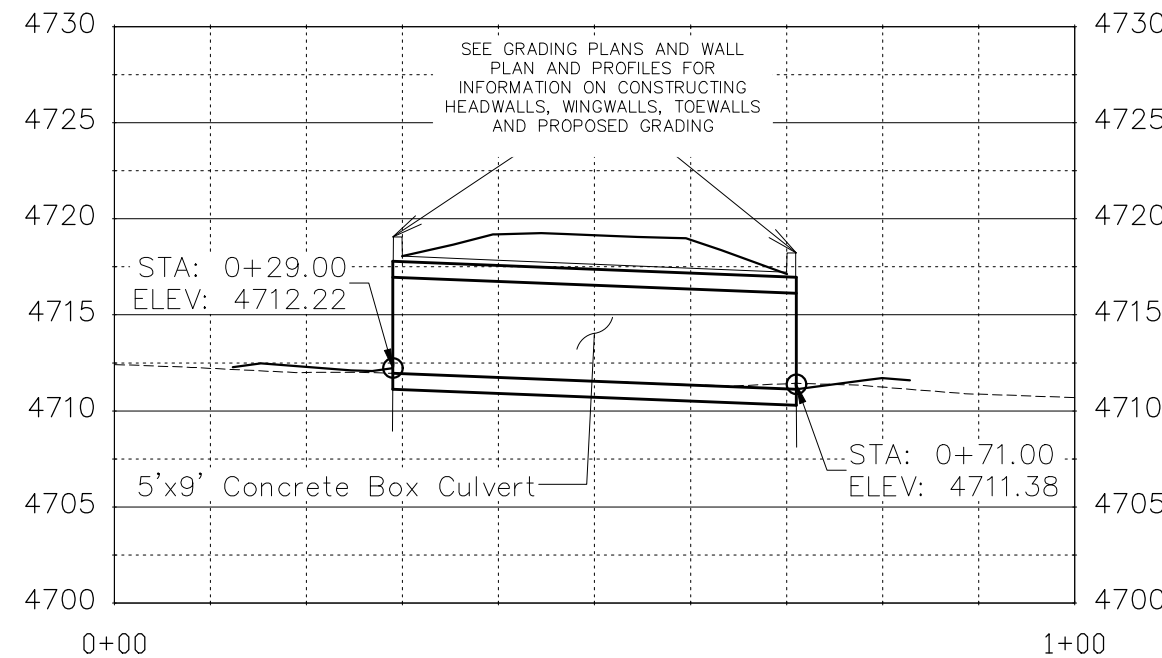 4730 4730
SEE GRADING PLANS AND WALL
PLAN AND PROFILES FOR
INFORMATION ON CONSTRUCTING
HEADWALLS, WINGWALLS, TOEWALLS
AND PROPOSED GRADING
4725 4725
4720 4720
STA: 0+29.00
ELEV: 4712.22
4715 4715
4710 4710
STA: 0+71.00
ELEV: 4711.38
5'x9' Concrete Box Culvert
4705 4705
4700 4700
0+00 1+00